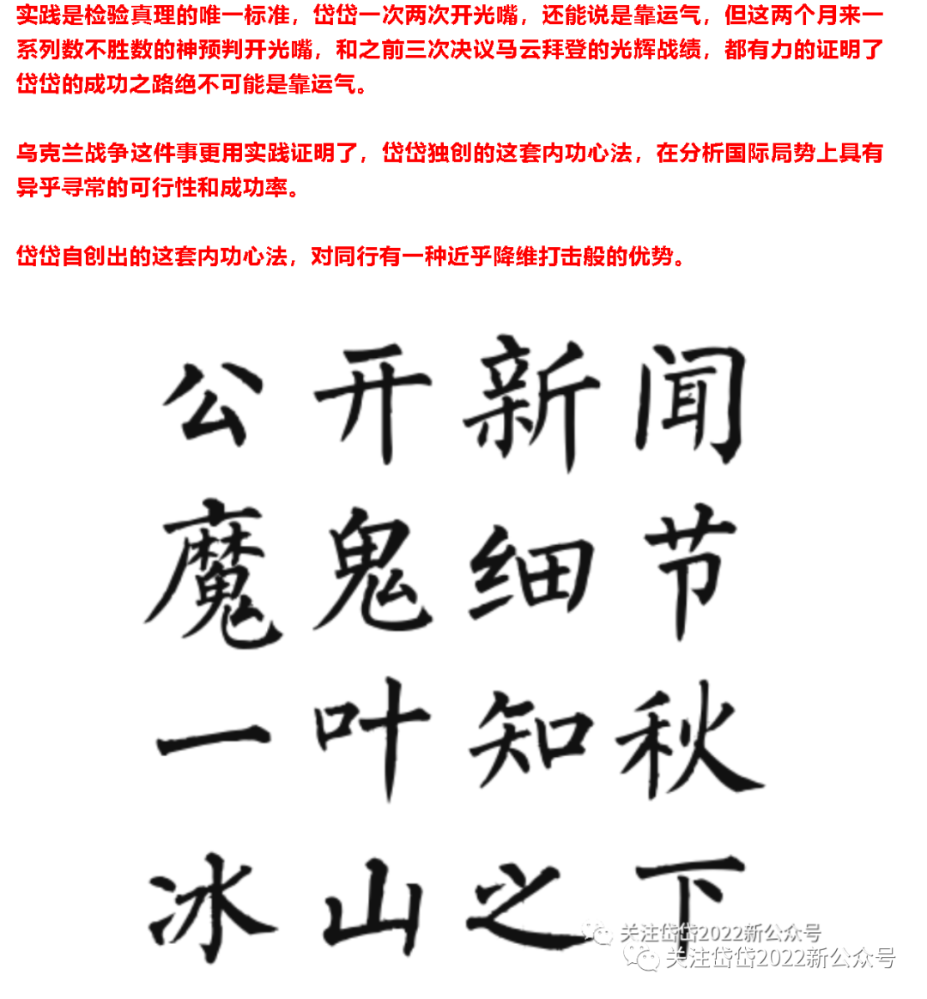 实践是检验真理的唯一标准，岱岱一次两次开光嘴，还能说是靠运气，但这两个月来一
系列数不胜数的神预判开光嘴，和之前三次决议马云拜登的光辉战绩，都有力的证明了
岱岱的成功之路绝不可能是靠运气。
乌克兰战争这件事更用实践证明了，岱岱独创的这套内功心法，在分析国际局势上具有
异乎寻常的可行性和成功率。
岱岱自创出的这套内功心法，对同行有一种近乎降维打击般的优势。
公开新闻
魔鬼细节
一叶知秋
冰山之下
关注岱岱2022新公众号
关注岱岱2022新公众号